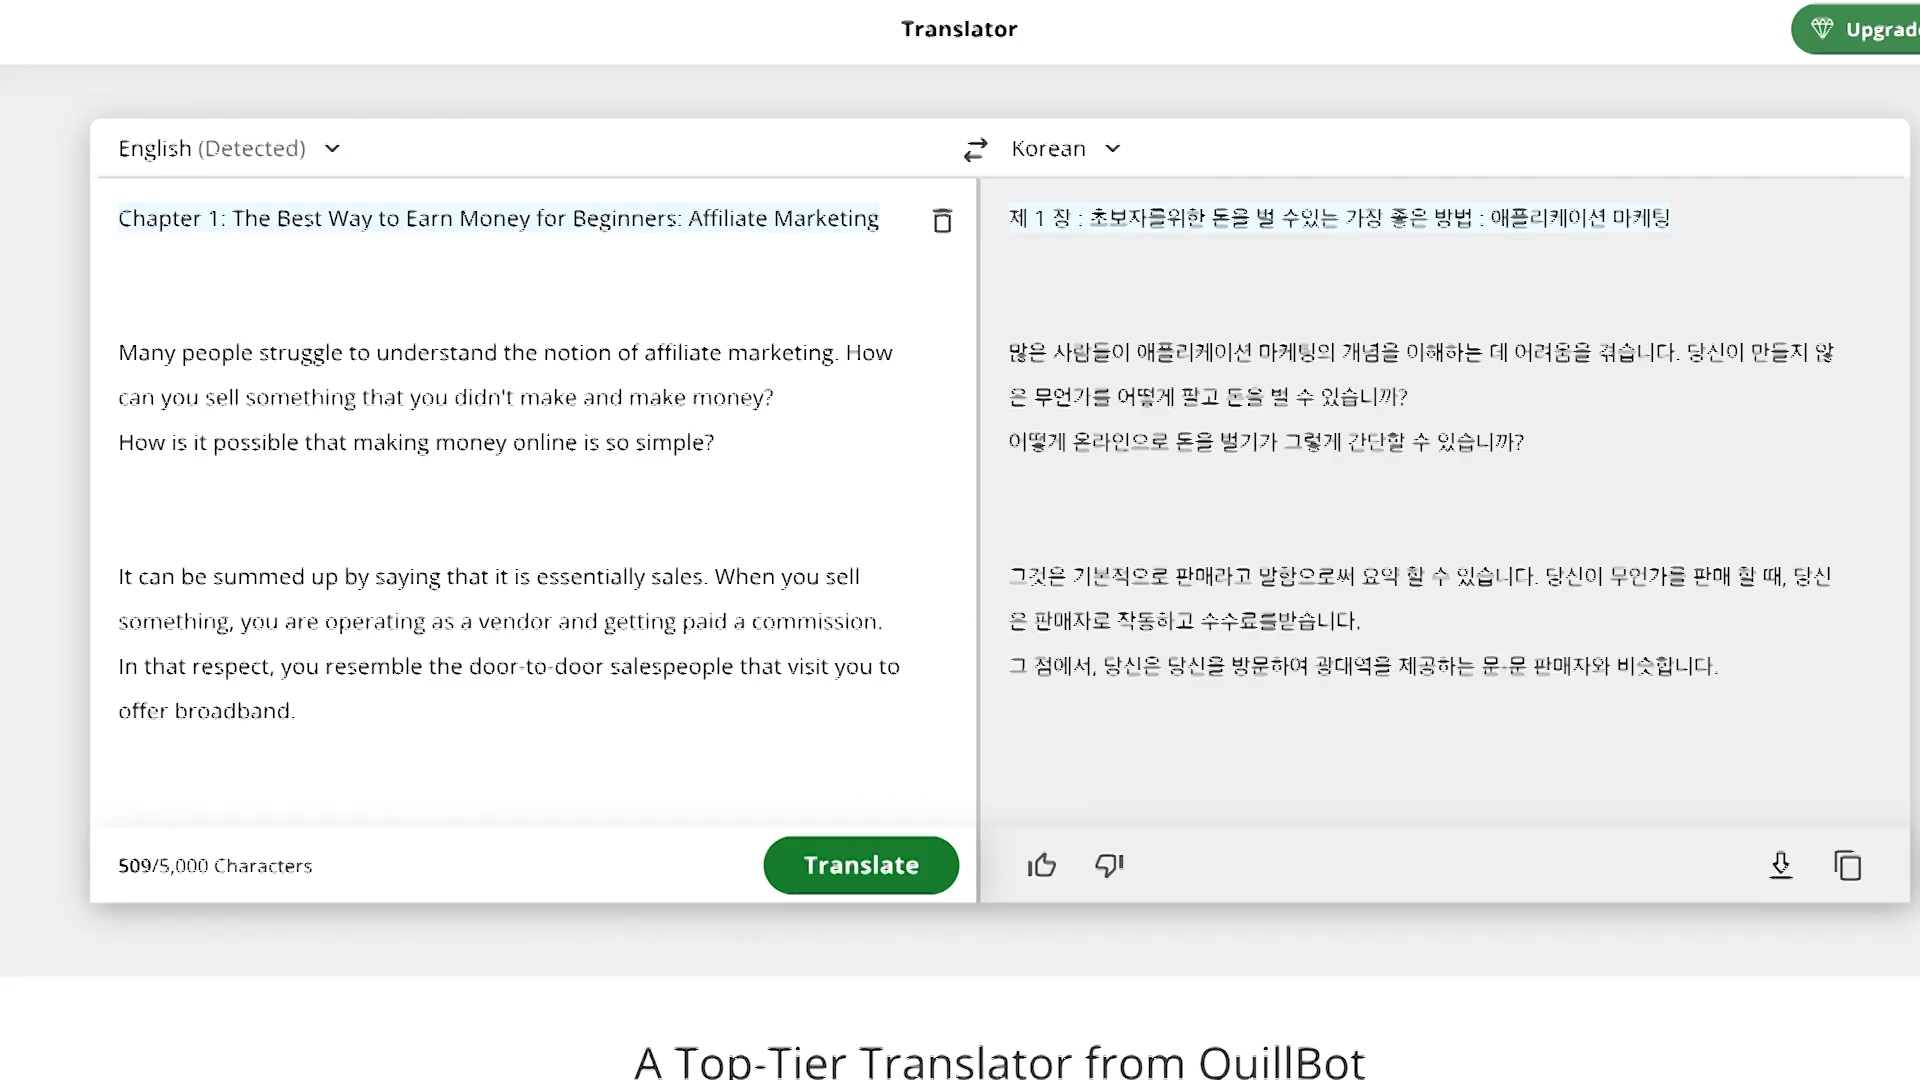 Translator
Upgrade
English (Detected)
Korean
Chapter 1: The Best Way to Earn Money for Beginners: Affiliate Marketing
제 1 장 : 초보자를위한 돈을 벌 수있는 가장 좋은 방법 : 애플리케이션 마케팅
Many people struggle to understand the notion of affiliate marketing. How
can you sell something that you didn't make and make money?
How is it possible that making money online is so simple?
많은 사람들이 애플리케이션 마케팅의 개념을 이해하는 데 어려움을 겪습니다. 당신이 만들지 않
은 무언가를 어떻게 팔고 돈을 벌 수 있습니까?
어떻게 온라인으로 돈을 벌기가 그렇게 간단할 수 있습니까?
It can be summed up by saying that it is essentially sales. When you sell
something, you are operating as a vendor and getting paid a commission.
In that respect, you resemble the door-to-door salespeople that visit you to
offer broadband.
그것은 기본적으로 판매라고 말함으로써 요약 할 수 있습니다. 당신이 무언가를 판매 할 때, 당신
은 판매자로 작동하고 수수료를받습니다.
그 점에서, 당신은 당신을 방문하여 광대역을 제공하는 문-문 판매자와 비슷합니다.
509/5,000 Characters
Translate
A Top-Tier Translator from QuillBot